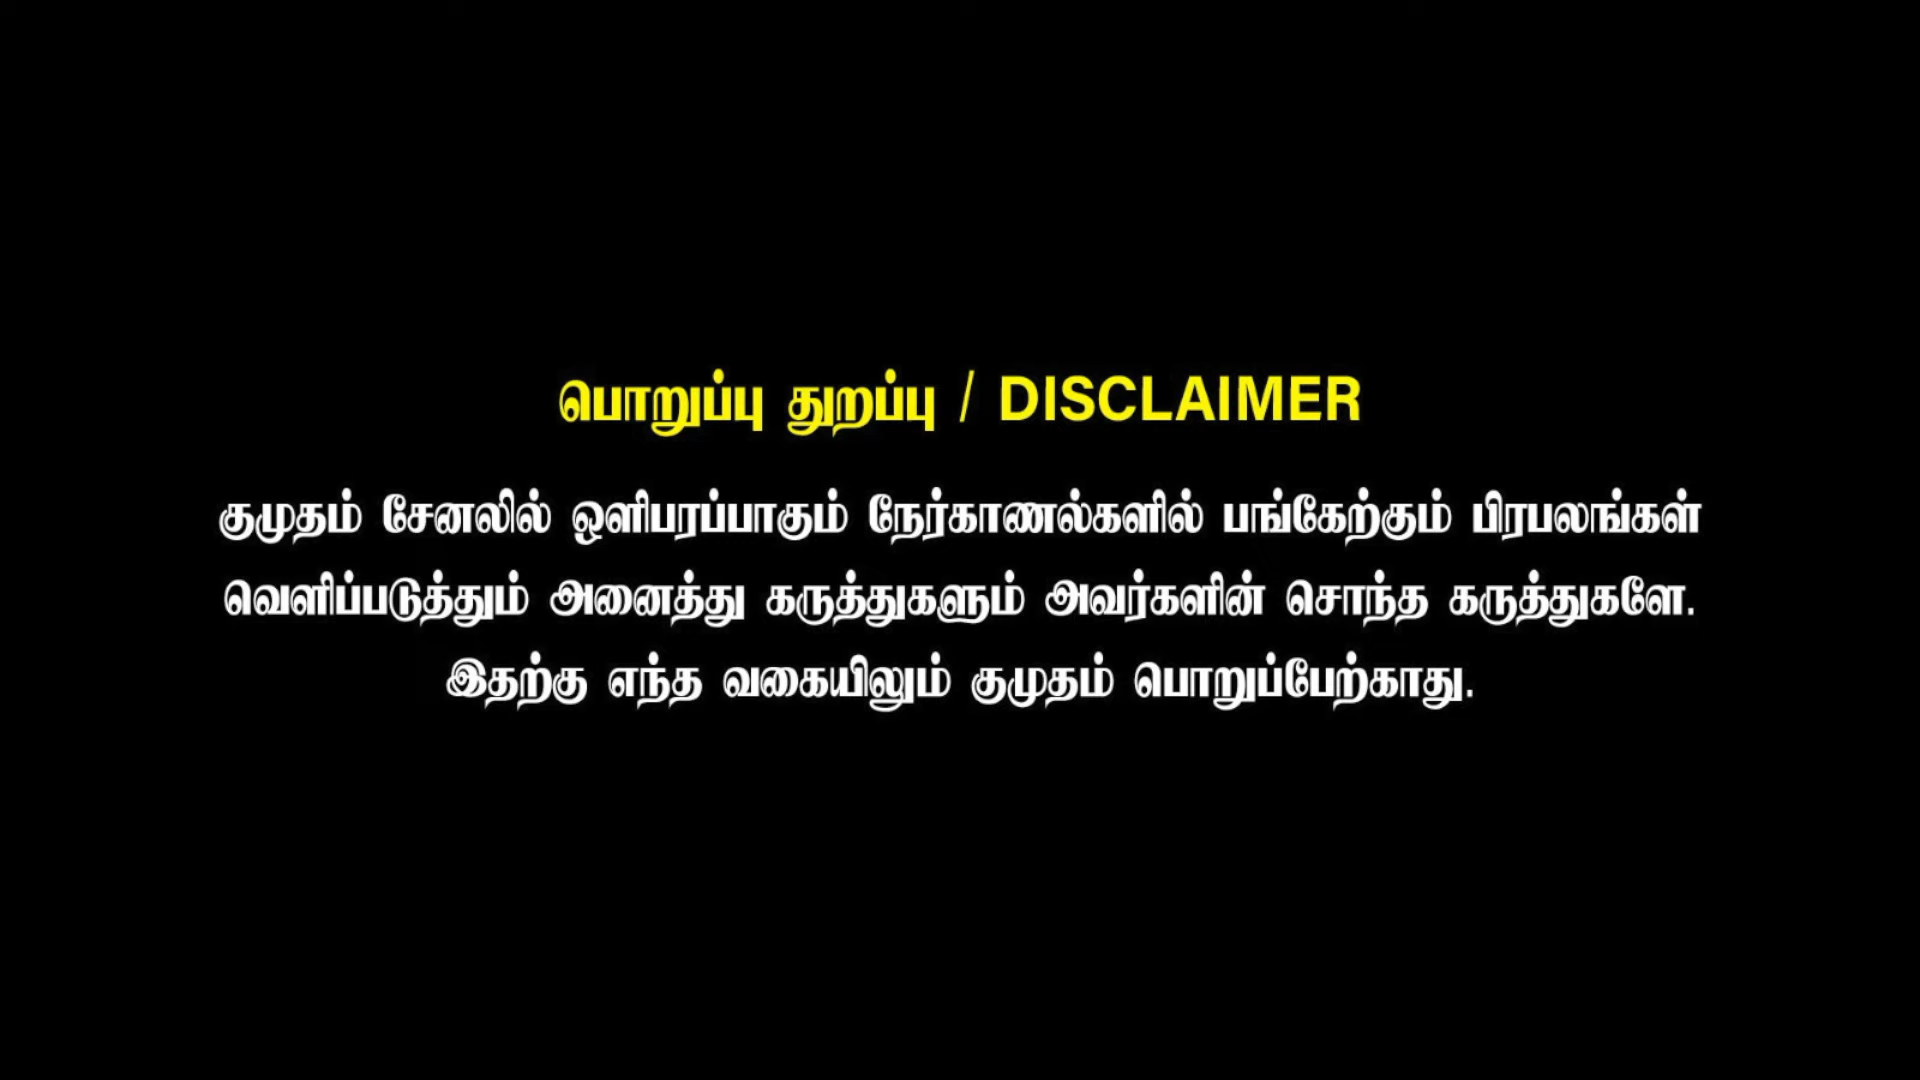 பொறுப்பு துறப்பு / DISCLAIMER
குமுதம் சேனலில் ஒளிபரப்பாகும் நேர்காணல்களில் பங்கேற்கும் பிரபலங்கள்
வெளிப்படுத்தும் அனைத்து கருத்துகளும் அவர்களின் சொந்த கருத்துகளே.
இதற்கு எந்த வகையிலும் குமுதம் பொறுப்பேற்காது.